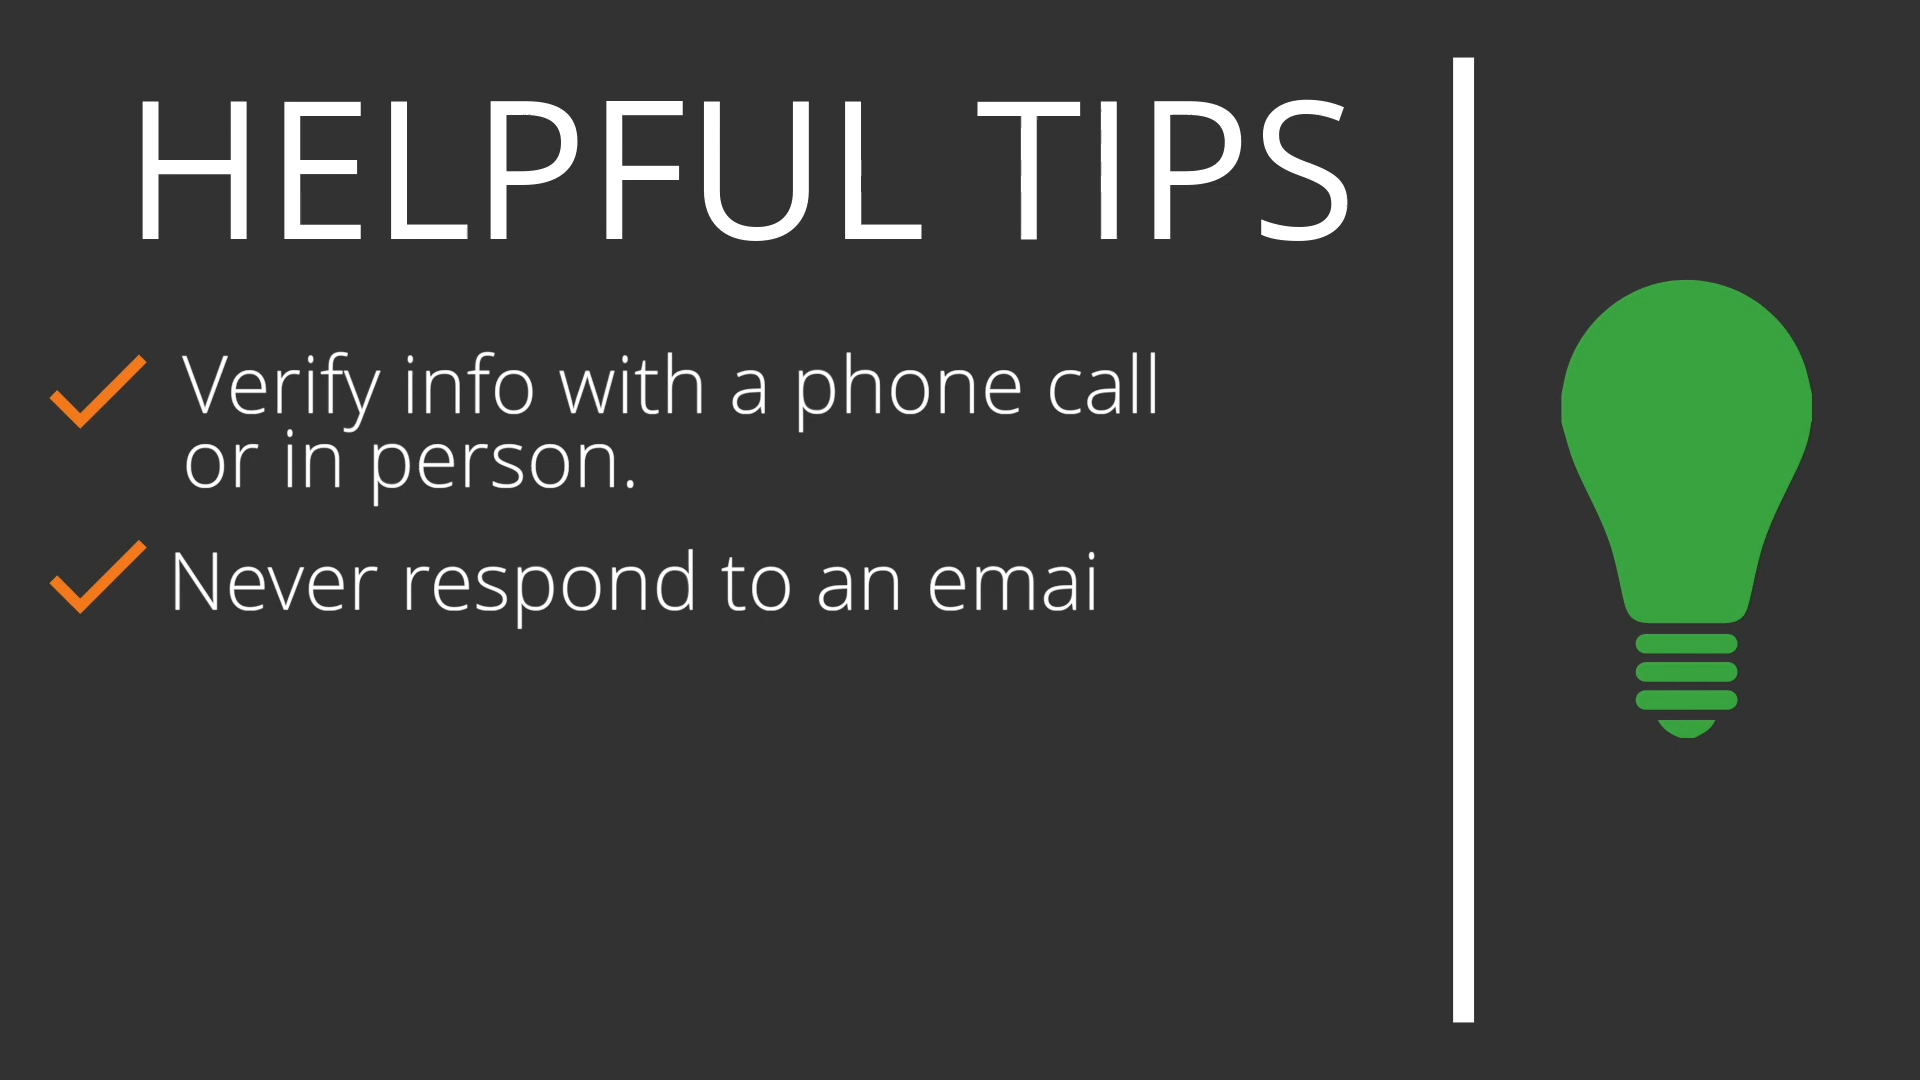 HELPFUL TIPS
Verify info with a phone call
or in person.
Never respond to an emai